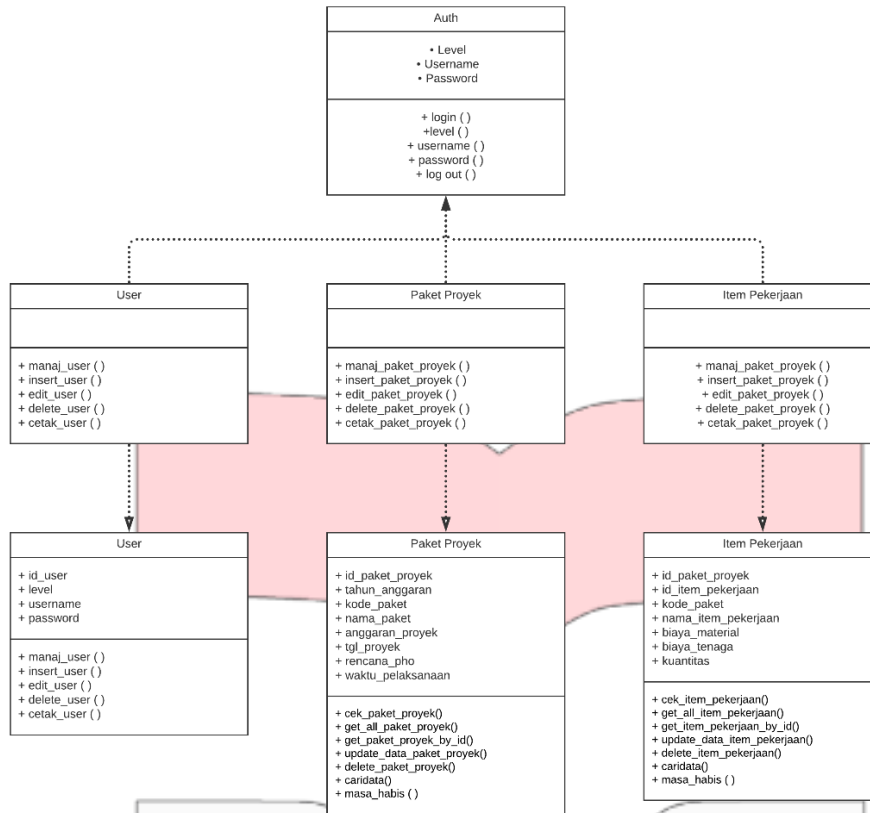 Auth
• Level
• Username
• Password
+ login ( )
+level ( )
+ username ( )
+ password ( )
+ log out ( )
User
+ manaj_user ( )
+ insert_user ( )
+ edit_user ( )
+ delete_user ( )
+ cetak_user ( )
Paket Proyek
+ manaj_paket_proyek ( )
+ insert_paket_proyek ( )
+ edit_paket_proyek ( )
+ delete_paket_proyek ( )
+ cetak_paket_proyek ( )
Item Pekerjaan
+ manaj_paket_proyek ( )
+ insert_paket_proyek ( )
+ edit_paket_proyek ( )
+ delete_paket_proyek ( )
+ cetak_paket_proyek ( )
User
+ id_user
+ level
+ username
+ password
+ manaj_user ( )
+ insert_user ( )
+ edit_user ( )
+ delete_user ( )
+ cetak_user ( )
Paket Proyek
+ id_paket_proyek
+ tahun_anggaran
+ kode_paket
+ nama_paket
+ anggaran_proyek
+ tgl_proyek
+ rencana_pho
+ waktu_pelaksanaan
+ cek_paket_proyek()
+ get_all_paket_proyek()
+ get_paket_proyek_by_id()
+ update_data_paket_proyek()
+ delete_paket_proyek()
+ caridata()
+ masa_habis ( )
Item Pekerjaan
+ id_paket_proyek
+ id_item_pekerjaan
+ kode_paket
+ nama_item_pekerjaan
+ biaya_material
+ biaya_tenaga
+ kuantitas
+ cek_item_pekerjaan()
+ get_all_item_pekerjaan()
+ get_item_pekerjaan_by_id()
+ update_data_item_pekerjaan()
+ delete_item_pekerjaan()
+ caridata()
+ masa_habis ( )